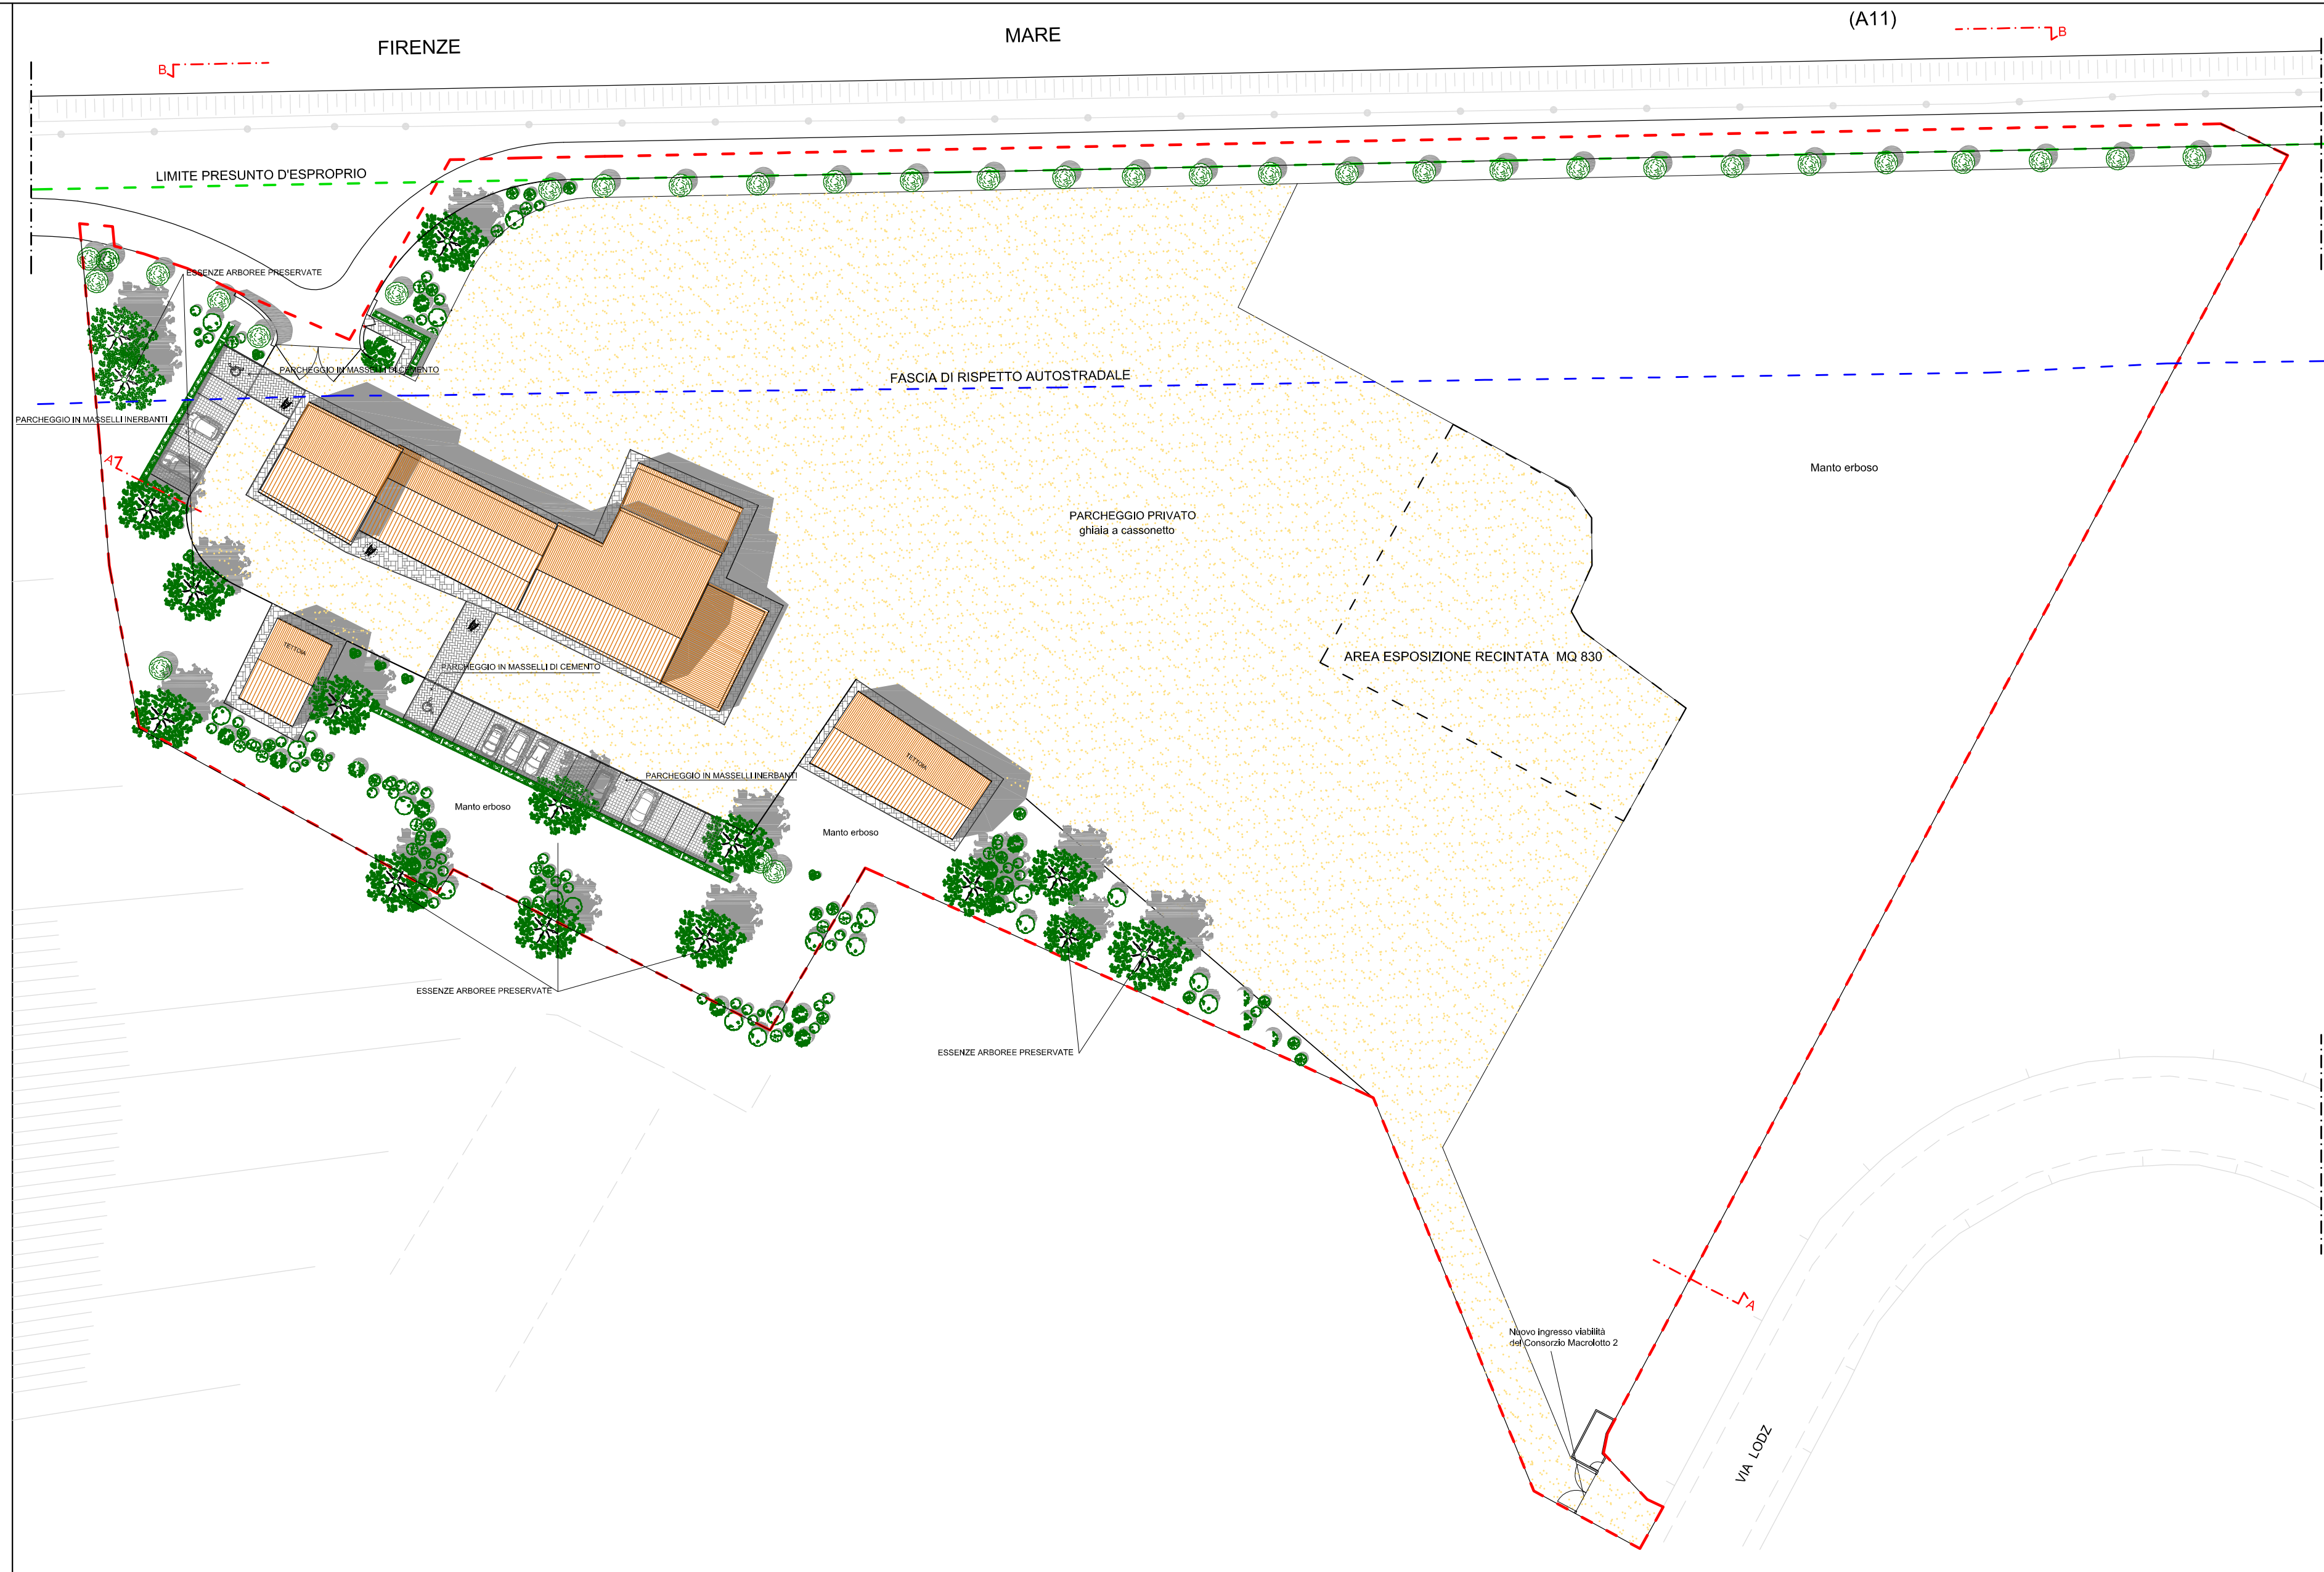 FIRENZE
MARE
(A11)
B
B
LIMITE PRESUNTO D'ESPROPRIO
ESSENZE ARBOREE PRESERVATE
PARCHEGGIO IN MASSELLI DI CEMENTO
FASCIA DI RISPETTO AUTOSTRADALE
PARCHEGGIO IN MASSELLI INERBANTI
A
Manto erboso
PARCHEGGIO PRIVATO
ghiaia a cassonetto
TETTOIA
AREA ESPOSIZIONE RECINTATA MQ 830
PARCHEGGIO IN MASSELLI DI CEMENTO
TETTOIA
PARCHEGGIO IN MASSELLI INERBANTI
Manto erboso
Manto erboso
ESSENZE ARBOREE PRESERVATE
ESSENZE ARBOREE PRESERVATE
A
Nuovo ingresso viabilità
del Consorzio Macrolotto 2
VIA LODZ